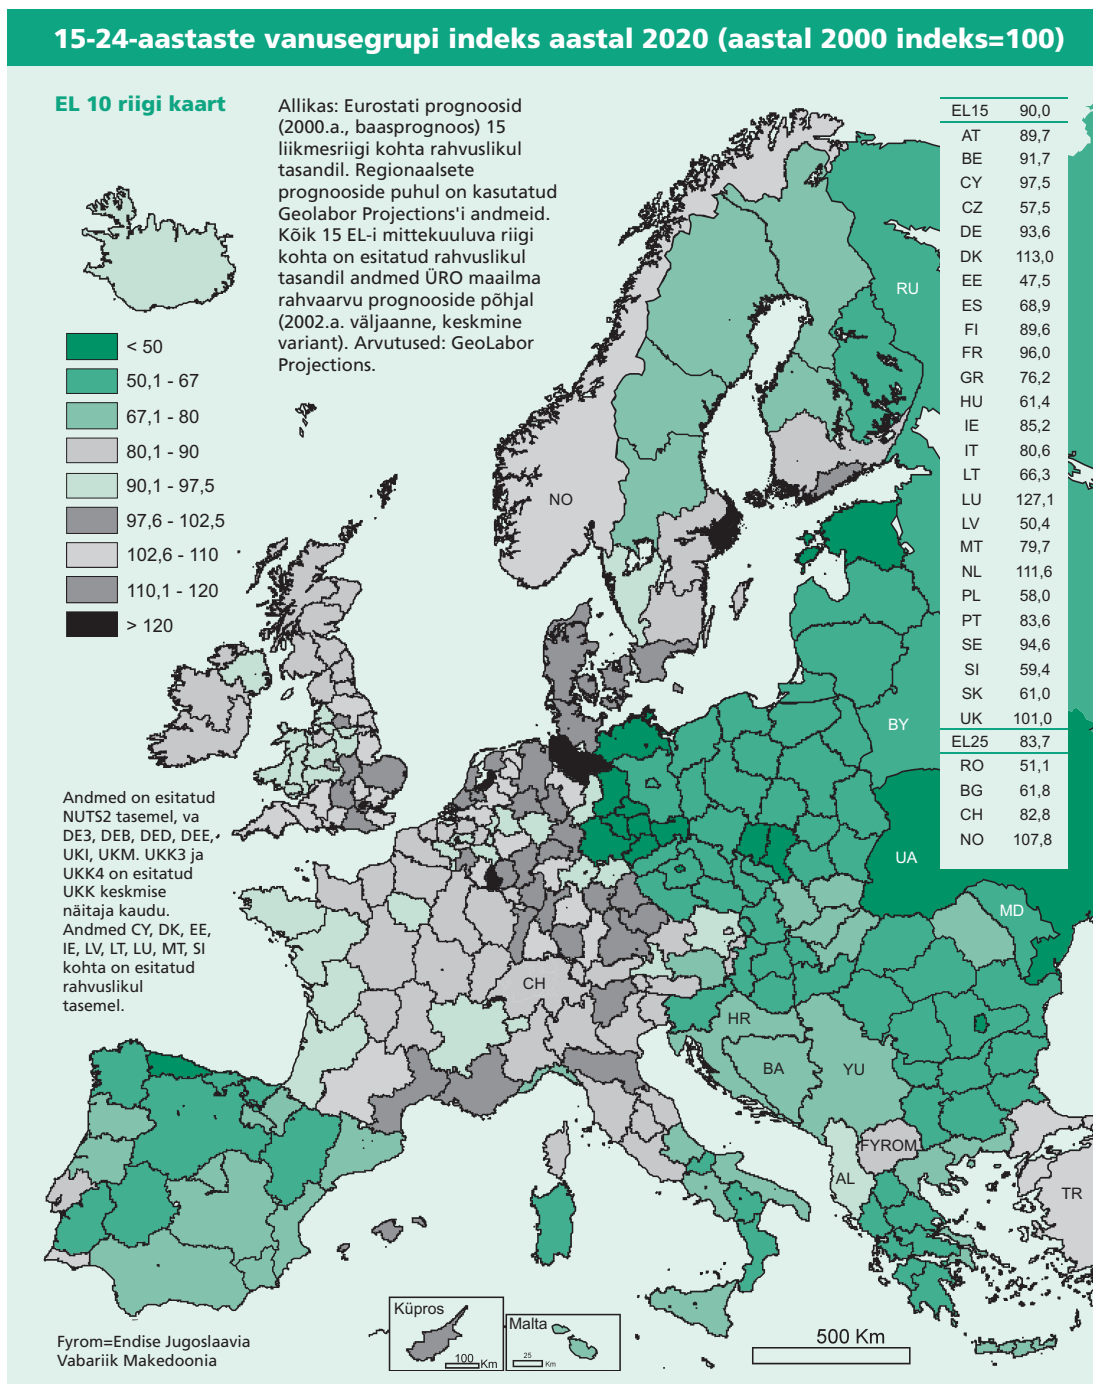 15-24-aastaste vanusegrupi indeks aastal 2020 (aastal 2000 indeks=100)
EL 10 riigi kaart
Allikas: Eurostati prognoosid
(2000.a., baasprognoos) 15
liikmesriigi kohta rahvuslikul
tasandil. Regionaalsete
prognooside puhul on kasutatud
Geolabor Projections'i andmeid.
Kõik 15 EL-i mittekuuluva riigi
kohta on esitatud rahvuslikul
tasandil andmed ÜRO maailma
rahvaarvu prognooside põhjal
(2002.a. väljaanne, keskmine
variant). Arvutused: GeoLabor
Projections.
< 50
50,1 - 67
67,1 - 80
80,1 - 90
90,1 - 97,5
97,6 - 102,5
102,6 - 110
110,1 - 120
> 120
EL15 90,0
AT 89,7
BE 91,7
CY 97,5
CZ 57,5
DE 93,6
DK 113,0
EE 47,5
ES 68,9
FI 89,6
FR 96,0
GR 76,2
HU 61,4
IE 85,2
IT 80,6
LT 66,3
LU 127,1
LV 50,4
MT 79,7
NL 111,6
PL 58,0
PT 83,6
SE 94,6
SI 59,4
SK 61,0
UK 101,0
EL25 83,7
RO 51,1
BG 61,8
CH 82,8
NO 107,8
RU
NO
BY
UA
MD
CH
HR
BA
YU
FYROM
AL
TR
Andmed on esitatud
NUTS2 tasemel, va
DE3, DEB, DED, DEE,
UKI, UKM. UKK3 ja
UKK4 on esitatud
UKK keskmise
näitaja kaudu.
Andmed CY, DK, EE,
IE, LV, LT, LU, MT, SI
kohta on esitatud
rahvuslikul
tasemel.
Küpros
100 Km
Malta
25 Km
500 Km
Fyrom=Endise Jugoslaavia
Vabariik Makedoonia